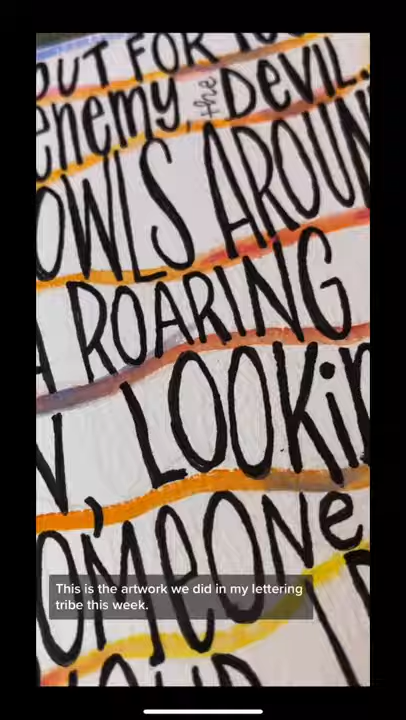 OUT FOR YOU
enemy, the Devil.
OWLS AROUN
A ROARING
N, LOOKiN
OMeONe
This is the artwork we did in my lettering
tribe this week.